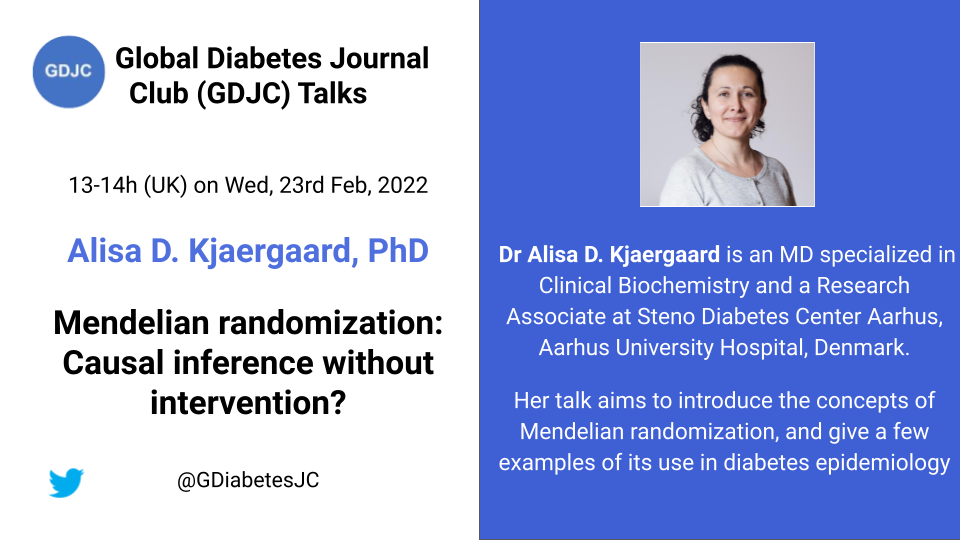 GDJC
Global Diabetes Journal
Club (GDJC) Talks
13-14h (UK) on Wed, 23rd Feb, 2022
Alisa D. Kjaergaard, PhD
Mendelian randomization:
Causal inference without
intervention?
@GDiabetesJC
Dr Alisa D. Kjaergaard is an MD specialized in
Clinical Biochemistry and a Research
Associate at Steno Diabetes Center Aarhus,
Aarhus University Hospital, Denmark.
Her talk aims to introduce the concepts of
Mendelian randomization, and give a few
examples of its use in diabetes epidemiology